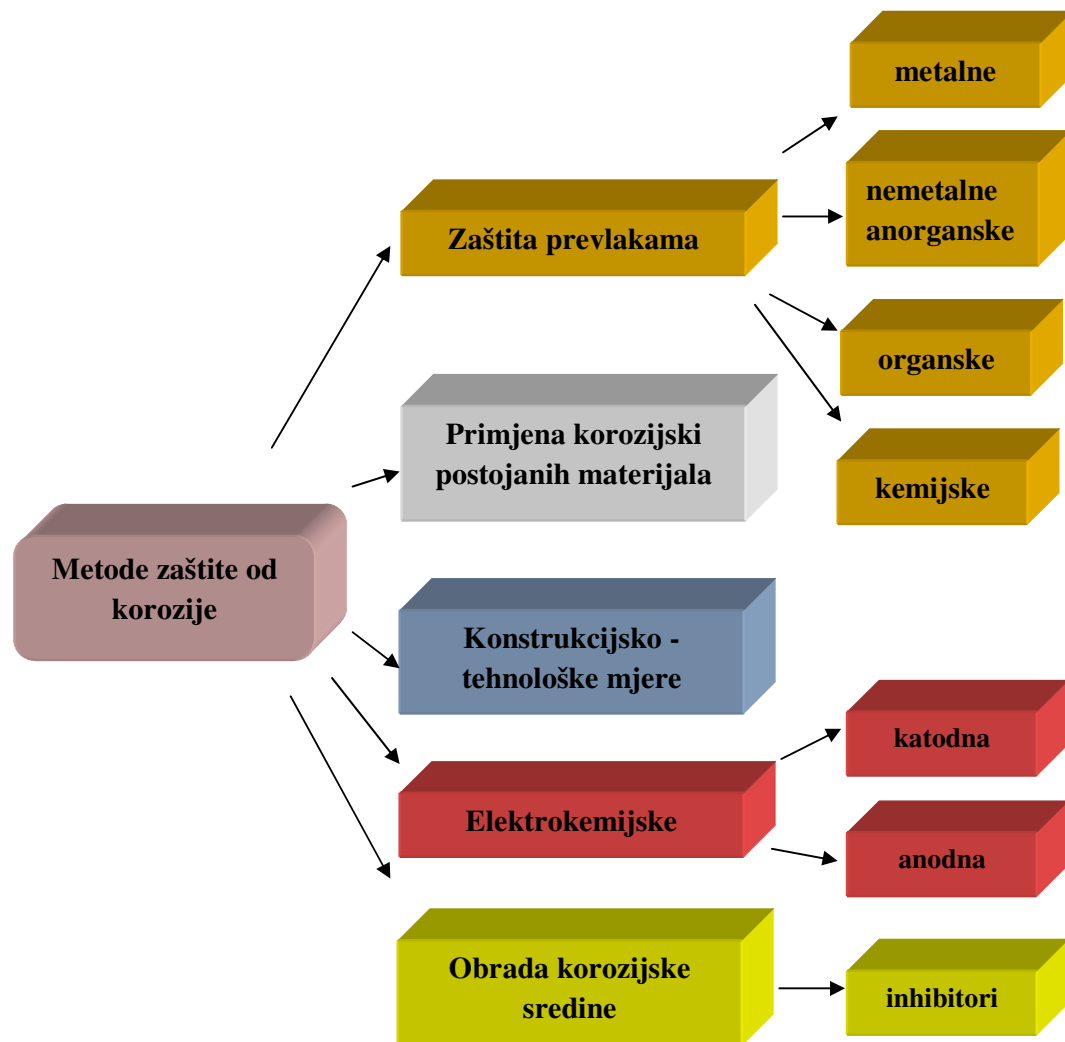 Metode zaštite od
korozije
Zaštita prevlakama
metalne
nemetalne
anorganske
organske
kemijske
Primjena korozijski
postojanih materijala
Konstrukcijsko -
tehnološke mjere
Elektrokemijske
katodna
anodna
Obrada korozijske
sredine
inhibitori